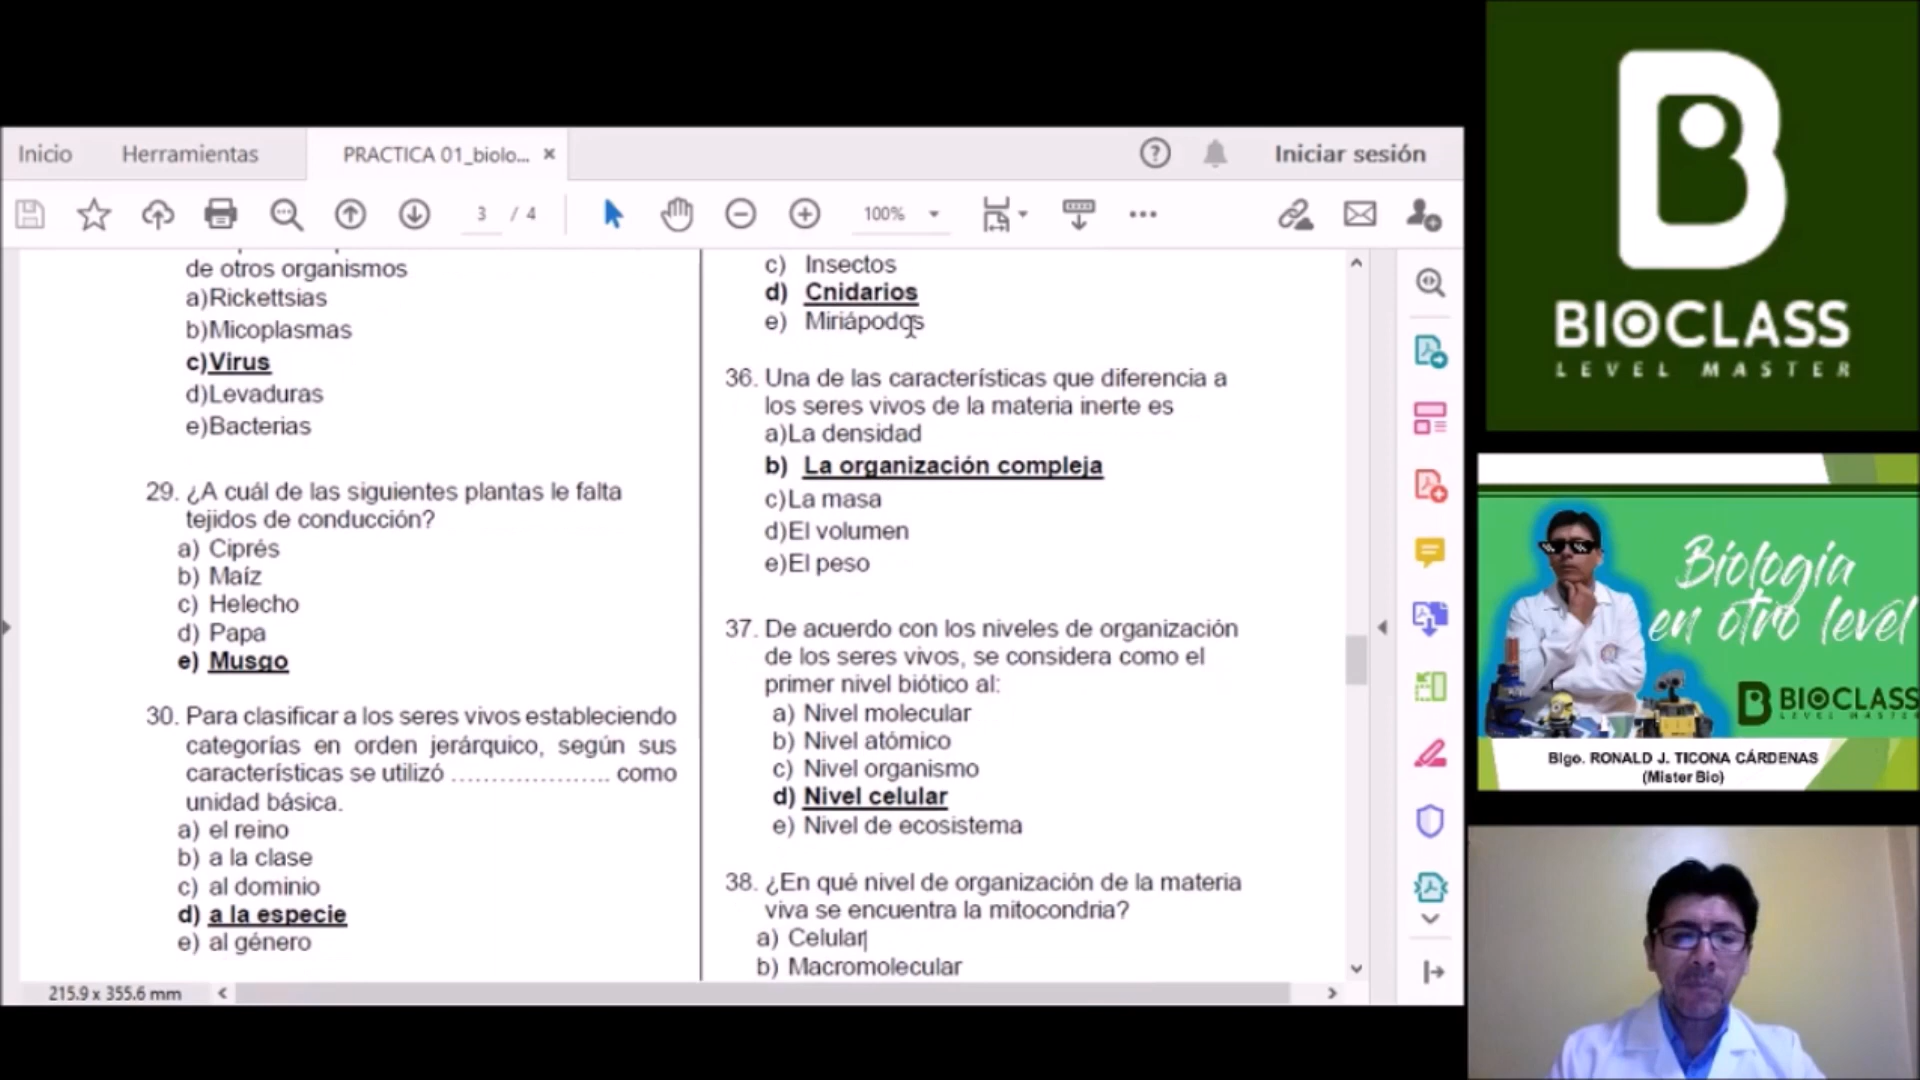 Inicio
Herramientas
PRACTICA 01_biolo...
Iniciar sesión
3 / 4
100%
de otros organismos
a)Rickettsias
b)Micoplasmas
c)Virus
d)Levaduras
e)Bacterias
29. ¿A cuál de las siguientes plantas le falta
tejidos de conducción?
a) Ciprés
b) Maíz
c) Helecho
d) Papa
e) Musgo
30. Para clasificar a los seres vivos estableciendo
categorías en orden jerárquico, según sus
características se utilizó ………………….. como
unidad básica.
a) el reino
b) a la clase
c) al dominio
d) a la especie
e) al género
c) Insectos
d) Cnidarios
e) Miriápodos
36. Una de las características que diferencia a
los seres vivos de la materia inerte es
a)La densidad
b) La organización compleja
c)La masa
d)El volumen
e)El peso
37. De acuerdo con los niveles de organización
de los seres vivos, se considera como el
primer nivel biótico al:
a) Nivel molecular
b) Nivel atómico
c) Nivel organismo
d) Nivel celular
e) Nivel de ecosistema
38. ¿En qué nivel de organización de la materia
viva se encuentra la mitocondria?
a) Celular
b) Macromolecular
215.9 x 355.6 mm
BIOCLASS
LEVEL MASTER
Biología
en otro level
BIOCLASS
LEVEL MASTER
Blgo. RONALD J. TICONA CÁRDENAS
(Mister Bio)